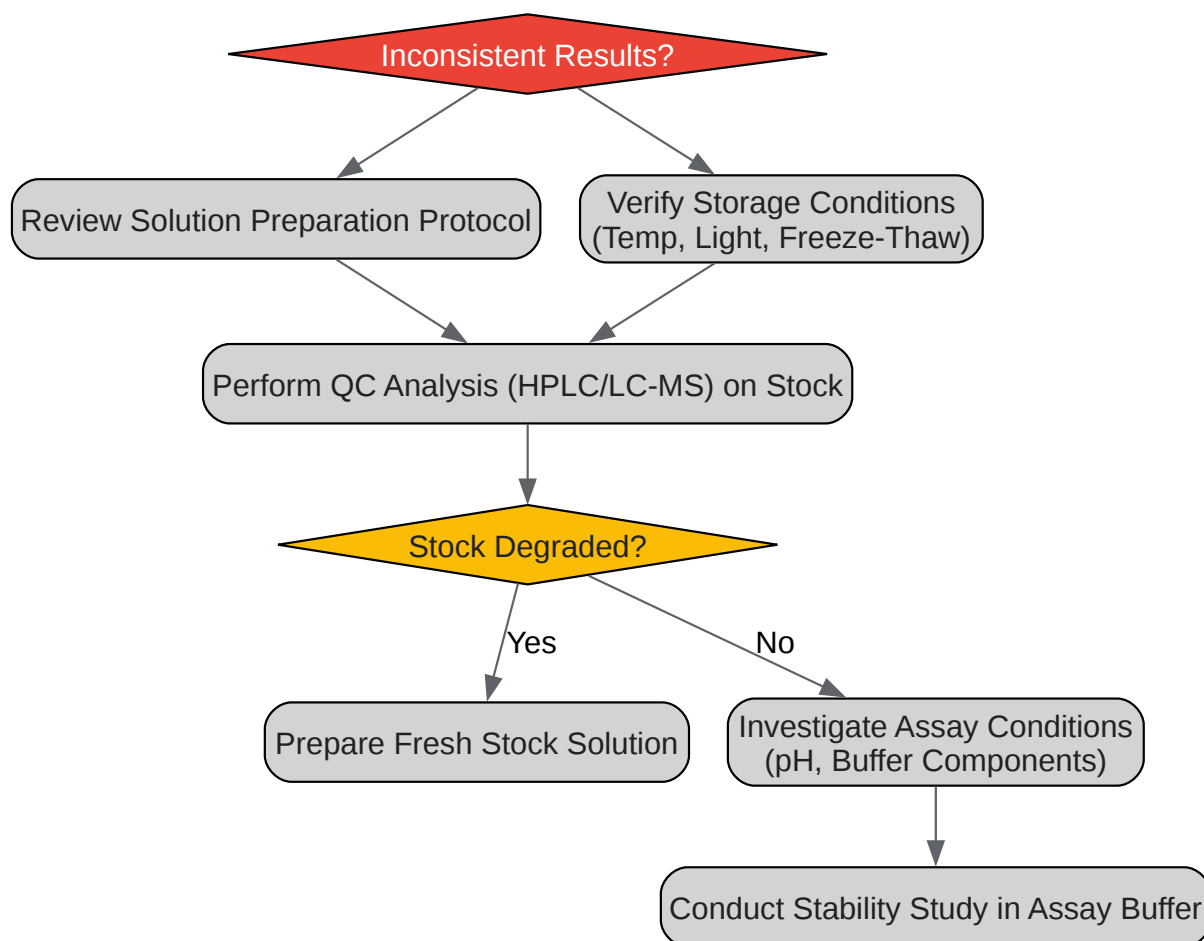 Inconsistent Results?
Review Solution Preparation Protocol
Verify Storage Conditions
(Temp, Light, Freeze-Thaw)
Perform QC Analysis (HPLC/LC-MS) on Stock
Stock Degraded?
Yes
No
Prepare Fresh Stock Solution
Investigate Assay Conditions
(pH, Buffer Components)
Conduct Stability Study in Assay Buffer